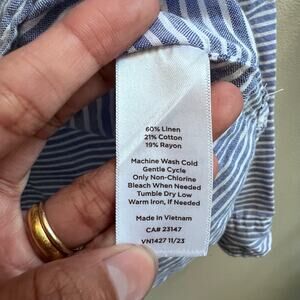 60% Linen
21% Cotton
19% Rayon
Machine Wash Cold
Gentle Cycle
Only Non-Chlorine
Bleach When Needed
Tumble Dry Low
Warm Iron, if Needed
Made in Vietnam
CA# 23147
VN1427 11/23